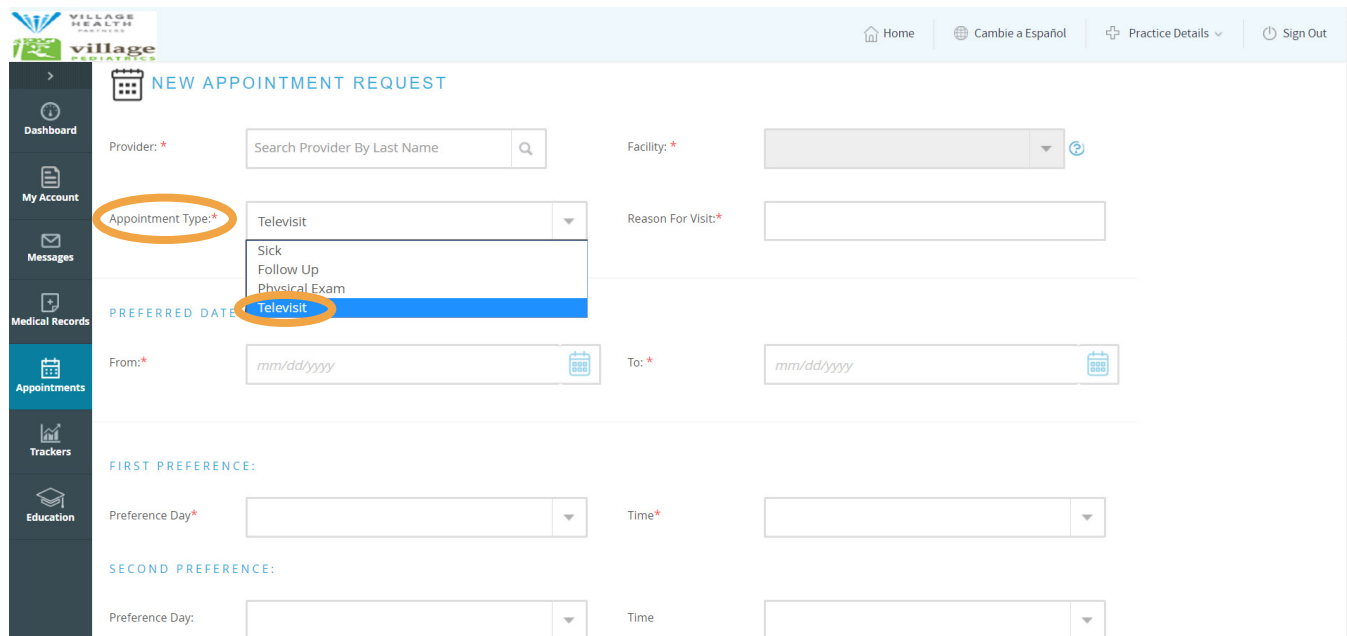 VILLAGE
HEALTH
PARTNERS
village
PEDIATRICS
Home
Cambie a Español
Practice Details
Sign Out
Dashboard
My Account
Messages
Medical Records
Appointments
Trackers
Education
NEW APPOINTMENT REQUEST
Provider: *
Search Provider By Last Name
Facility: *
Appointment Type:*
Televisit
Reason For Visit:*
Sick
Follow Up
Physical Exam
Televisit
PREFERRED DATE
From:*
mm/dd/yyyy
To: *
mm/dd/yyyy
FIRST PREFERENCE:
Preference Day*
Time*
SECOND PREFERENCE:
Preference Day:
Time